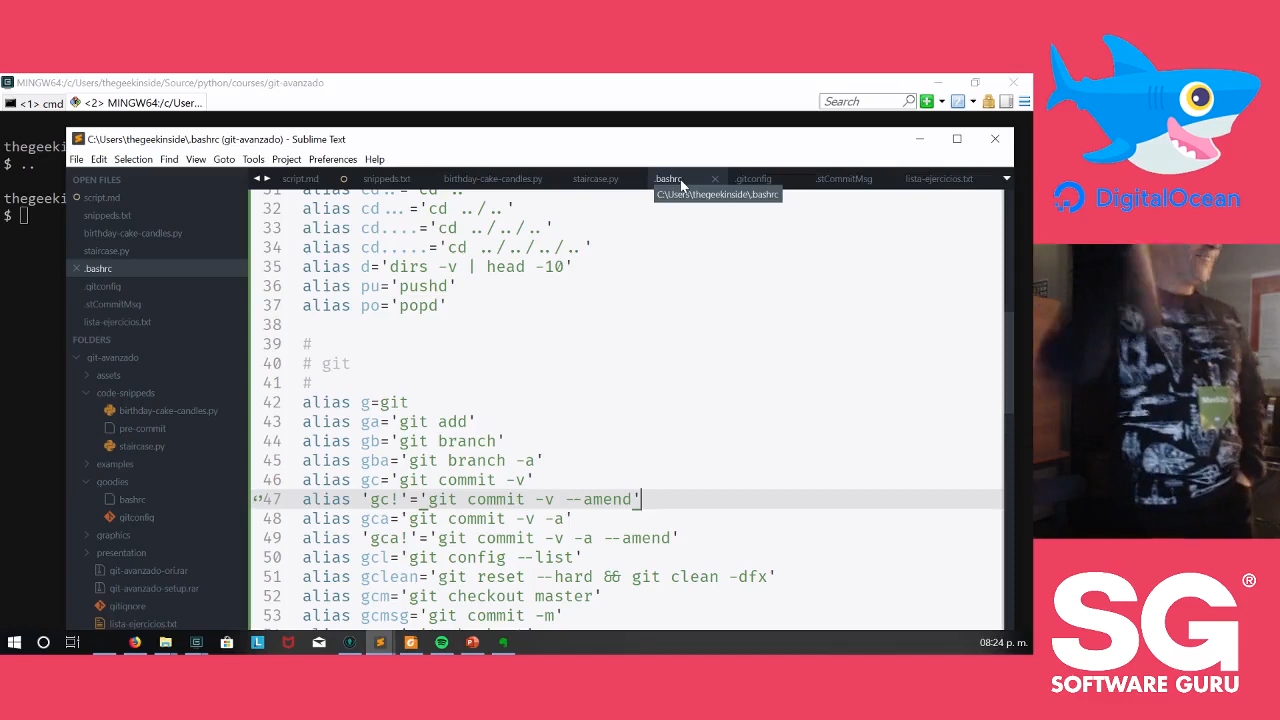 MINGW64:/c/Users/thegeekinside/Source/python/courses/git-avanzado
<1> cmd
<2> MINGW64:/c/User...
Search
thegeeki
$ ..
thegeeki
$
C:\Users\thegeekinside\.bashrc (git-avanzado) - Sublime Text
File Edit Selection Find View Goto Tools Project Preferences Help
OPEN FILES
script.md
snippeds.txt
birthday-cake-candles.py
staircase.py
.bashrc
.gitconfig
.stCommitMsg
lista-ejercicios.txt
FOLDERS
git-avanzado
assets
code-snippeds
birthday-cake-candles.py
pre-commit
staircase.py
examples
goodies
bashrc
gitconfig
graphics
presentation
git-avanzado-ori.rar
git-avanzado-setup.rar
gitignore
lista-ejercicios.txt
script.md snippeds.txt birthday-cake-candles.py staircase.py .bashrc .gitconfig .stCommitMsg lista-ejercicios.txt
C:\Users\thegeekinside\.bashrc
31 alias cd..='cd ..'
32 alias cd...='cd ../..'
33 alias cd....='cd ../../..'
34 alias cd.....='cd ../../../..'
35 alias d='dirs -v | head -10'
36 alias pu='pushd'
37 alias po='popd'
38
39 #
40 # git
41 #
42 alias g=git
43 alias ga='git add'
44 alias gb='git branch'
45 alias gba='git branch -a'
46 alias gc='git commit -v'
47 alias 'gc!'='git commit -v --amend'
48 alias gca='git commit -v -a'
49 alias 'gca!'='git commit -v -a --amend'
50 alias gcl='git config --list'
51 alias gclean='git reset --hard && git clean -dfx'
52 alias gcm='git checkout master'
53 alias gcmsg='git commit -m'
08:24 p. m.
DigitalOcean
SG
®
SOFTWARE GURU